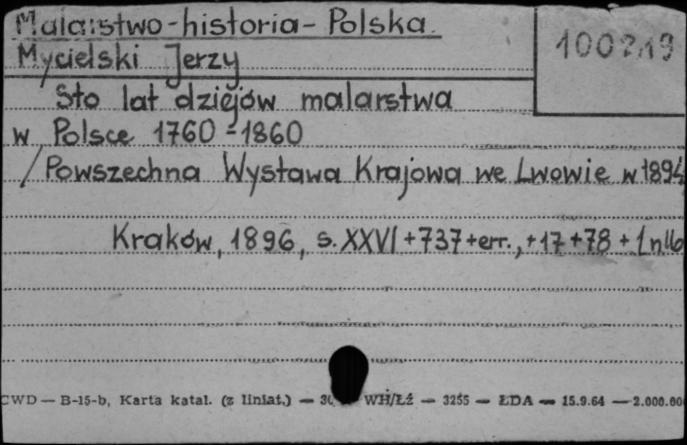 Malarstwo - historia - Polska.
Mycielski Jerzy
Sto lat dziejów malarstwa
w Polsce 1760 - 1860
/ Powszechna Wystawa Krajowa we Lwowie w 1894
Kraków, 1896, s. XXVI + 737 + err., + 17 + 78 + 1 nlb
CWD — B-15-b, Karta katal. (z liniat.) — WH/Łź — 3255 — ŁDA — 15.9.64 — 2.000.00